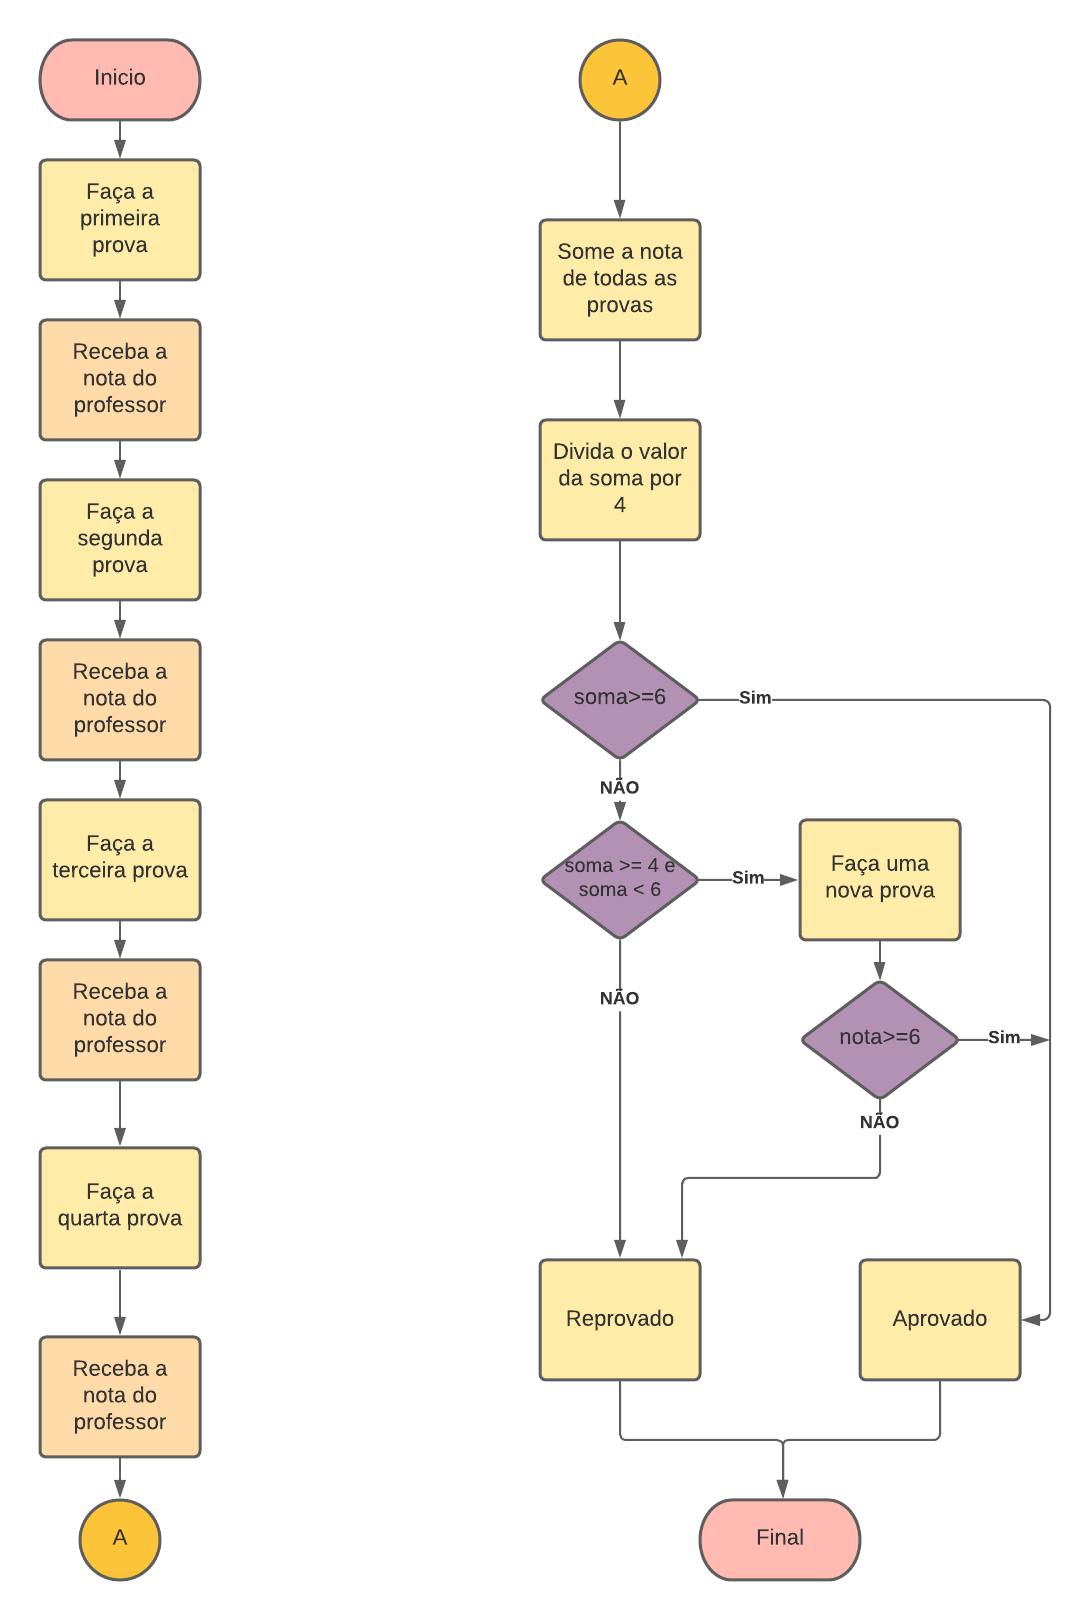 Inicio
Faça a
primeira
prova
Receba a
nota do
professor
Faça a
segunda
prova
Receba a
nota do
professor
Faça a
terceira prova
Receba a
nota do
professor
Faça a
quarta prova
Receba a
nota do
professor
A
A
Some a nota
de todas as
provas
Divida o valor
da soma por
4
soma>=6
Sim
NÃO
soma >= 4 e
soma < 6
Sim
Faça uma
nova prova
NÃO
nota>=6
Sim
NÃO
Reprovado
Aprovado
Final